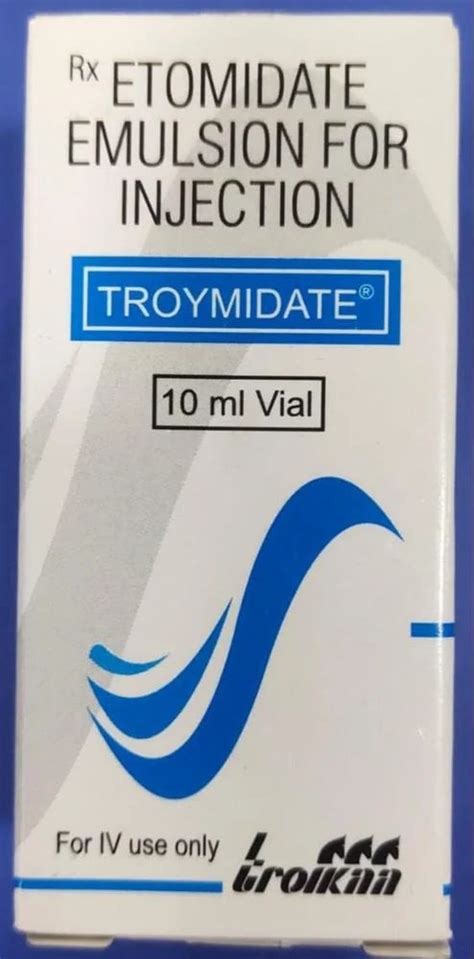 Rx ETOMIDATE
EMULSION FOR
INJECTION
TROYMIDATE®
10 ml Vial
For IV use only
troikaa